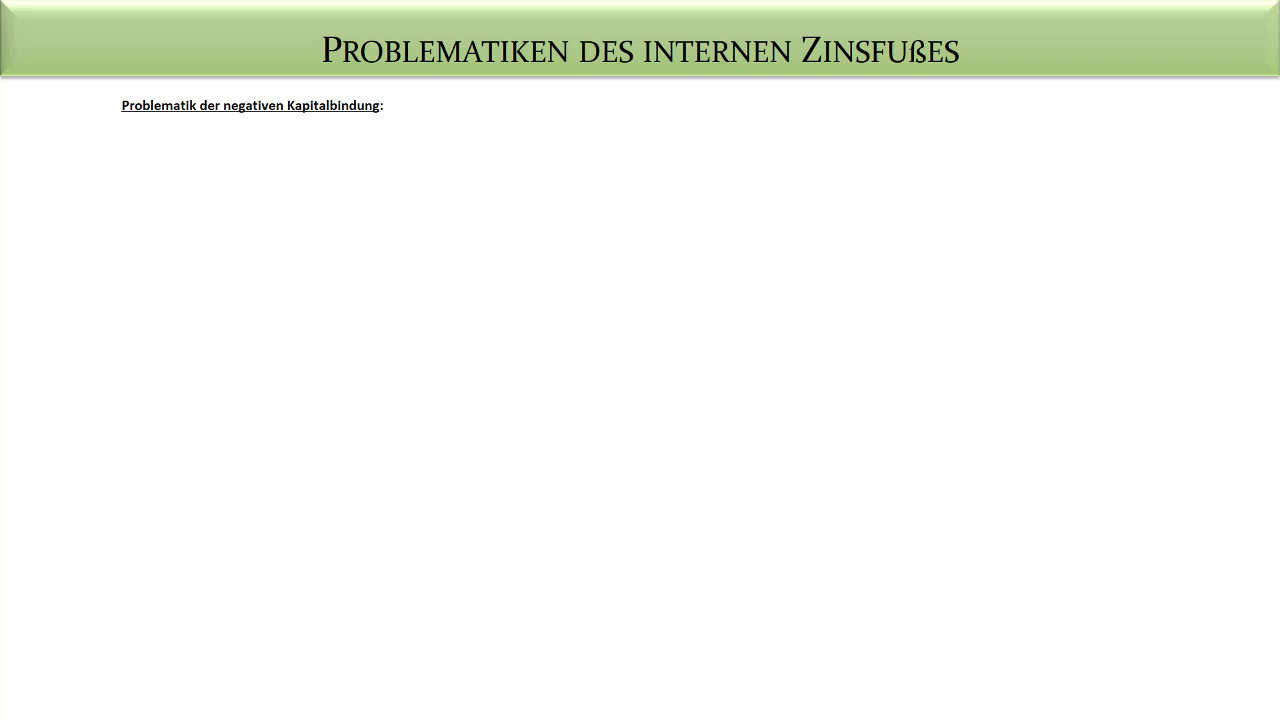 Problematiken des internen Zinsfußes
Problematik der negativen Kapitalbindung: